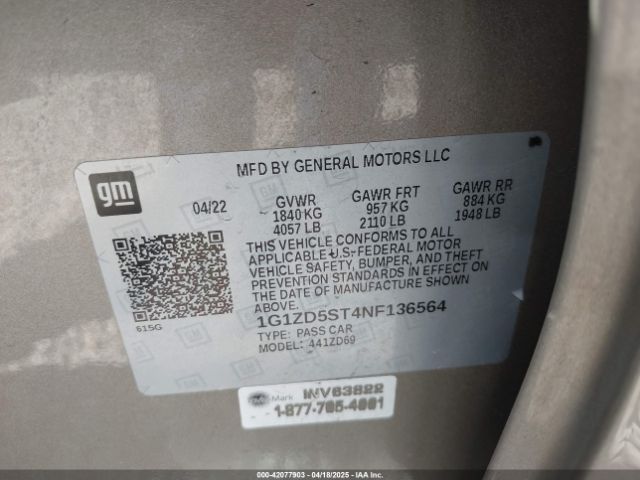 MFD BY GENERAL MOTORS LLC
gm
04/22
GVWR
1840 KG
4057 LB
GAWR FRT
957 KG
2110 LB
GAWR RR
884 KG
1948 LB
THIS VEHICLE CONFORMS TO ALL
APPLICABLE U.S. FEDERAL MOTOR
VEHICLE SAFETY, BUMPER, AND THEFT
PREVENTION STANDARDS IN EFFECT ON
THE DATE OF MANUFACTURE SHOWN
ABOVE.
615G
1G1ZD5ST4NF136564
TYPE: PASS CAR
MODEL: 441ZD69
Mark
INV63822
1-877-705-4001
000-42077903 - 04/18/2025 - IAAI.COM